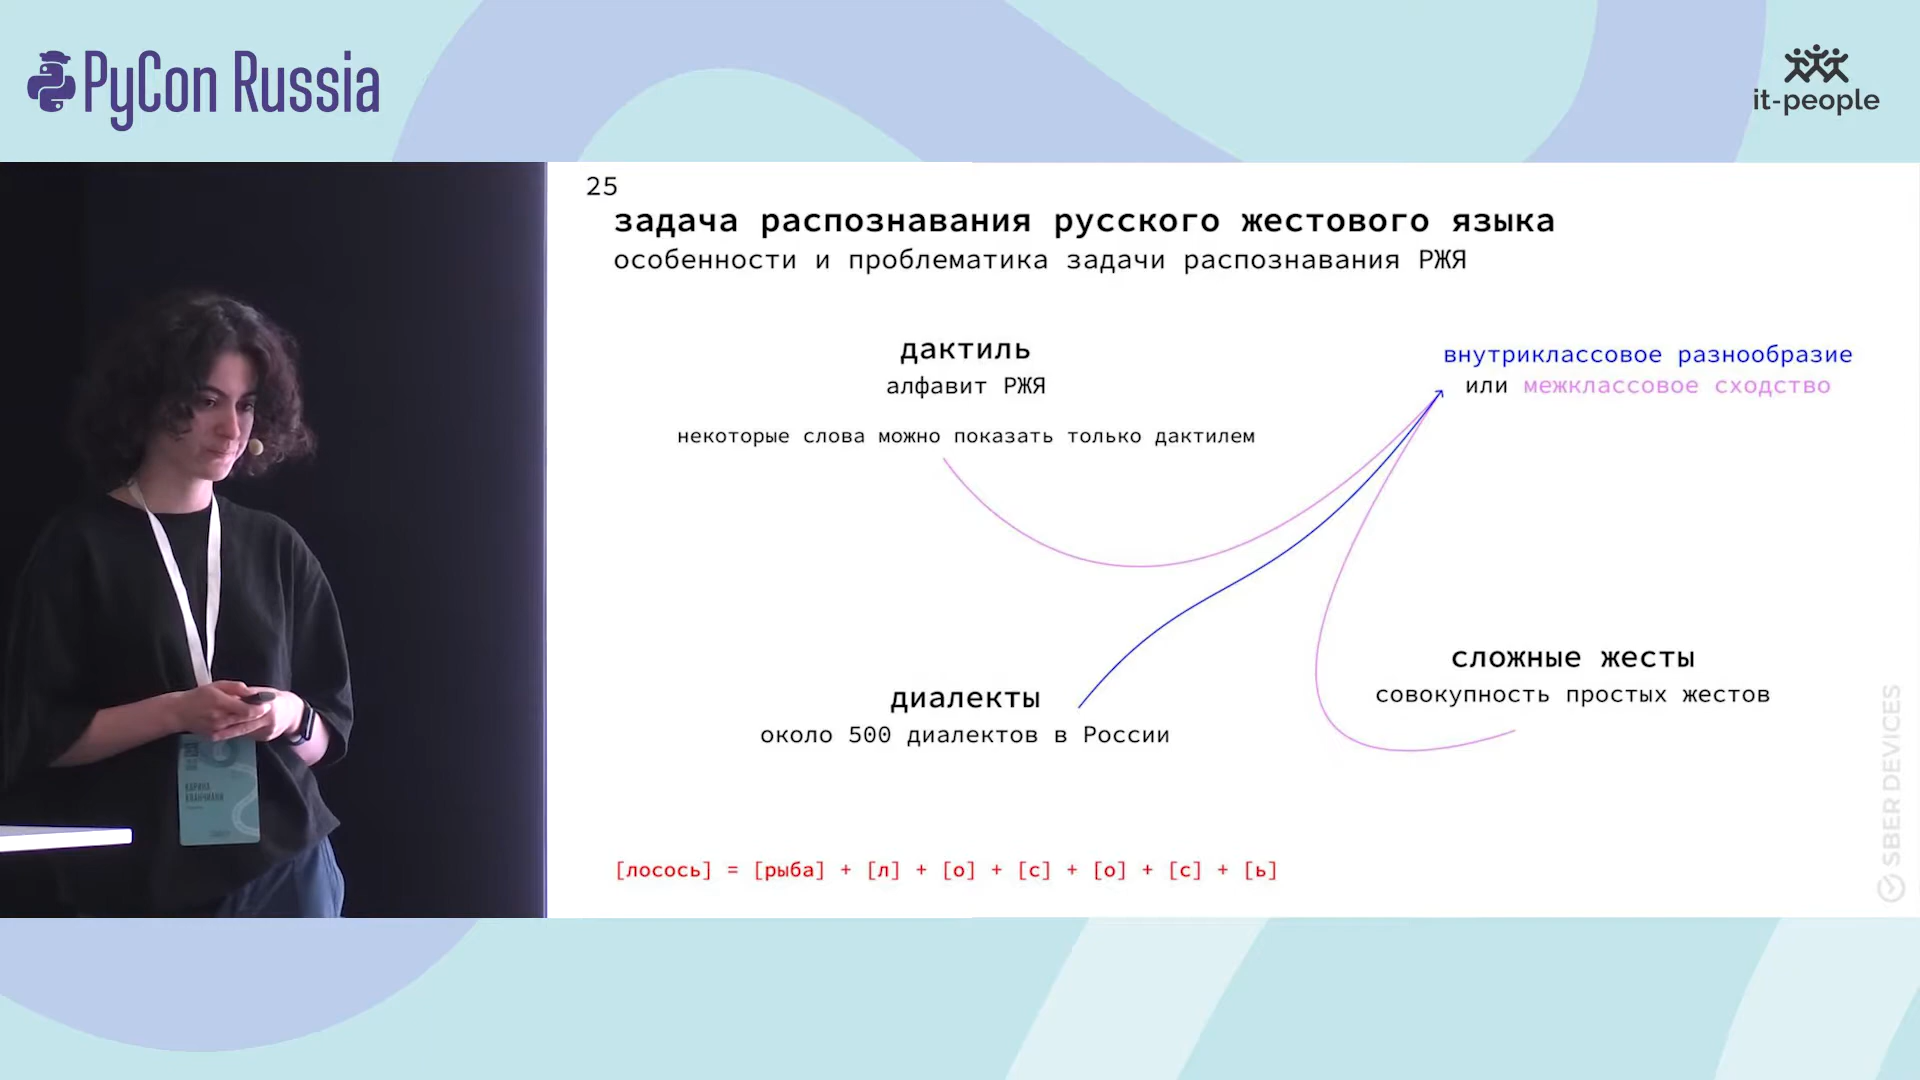 PyCon Russia
it-people
25
задача распознавания русского жестового языка
особенности и проблематика задачи распознавания РЖЯ
дактиль
алфавит РЖЯ
некоторые слова можно показать только дактилем
внутриклассовое разнообразие
или межклассовое сходство
диалекты
около 500 диалектов в России
сложные жесты
совокупность простых жестов
[лосось] = [рыба] + [л] + [о] + [с] + [о] + [с] + [ь]
SBER DEVICES
КАРИНА
КВАНЧИАНИ